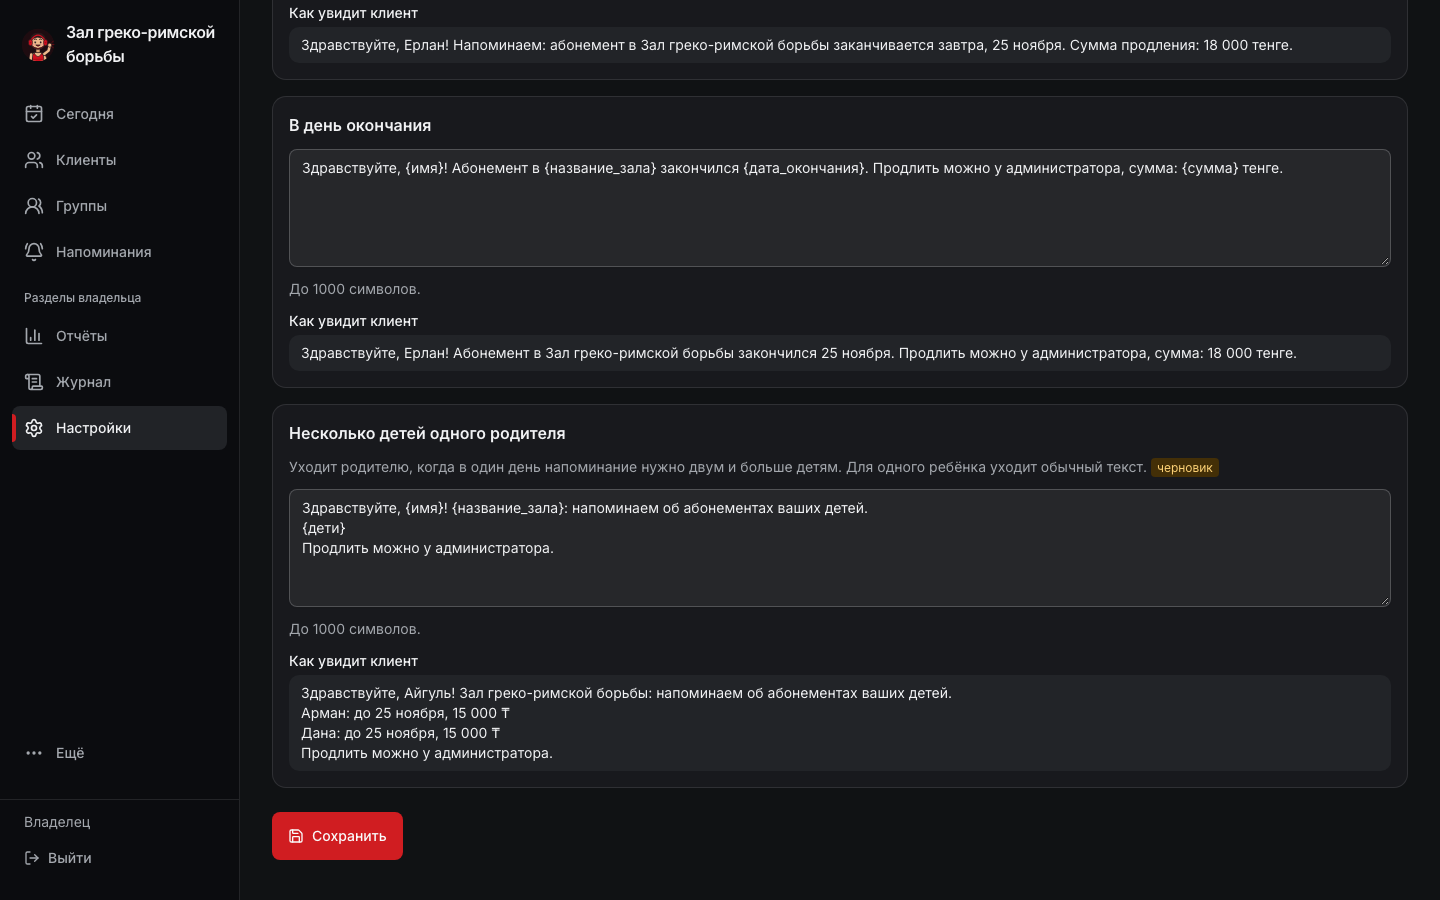 Зал греко-римской
борьбы
Сегодня
Клиенты
Группы
Напоминания
Разделы владельца
Отчёты
Журнал
Настройки
Ещё
Владелец
Выйти
Как увидит клиент
Здравствуйте, Ерлан! Напоминаем: абонемент в Зал греко-римской борьбы заканчивается завтра, 25 ноября. Сумма продления: 18 000 тенге.
В день окончания
Здравствуйте, {имя}! Абонемент в {название_зала} закончился {дата_окончания}. Продлить можно у администратора, сумма: {сумма} тенге.
До 1000 символов.
Как увидит клиент
Здравствуйте, Ерлан! Абонемент в Зал греко-римской борьбы закончился 25 ноября. Продлить можно у администратора, сумма: 18 000 тенге.
Несколько детей одного родителя
Уходит родителю, когда в один день напоминание нужно двум и больше детям. Для одного ребёнка уходит обычный текст. черновик
Здравствуйте, {имя}! {название_зала}: напоминаем об абонементах ваших детей.
{дети}
Продлить можно у администратора.
До 1000 символов.
Как увидит клиент
Здравствуйте, Айгуль! Зал греко-римской борьбы: напоминаем об абонементах ваших детей.
Арман: до 25 ноября, 15 000 ₸
Дана: до 25 ноября, 15 000 ₸
Продлить можно у администратора.
Сохранить